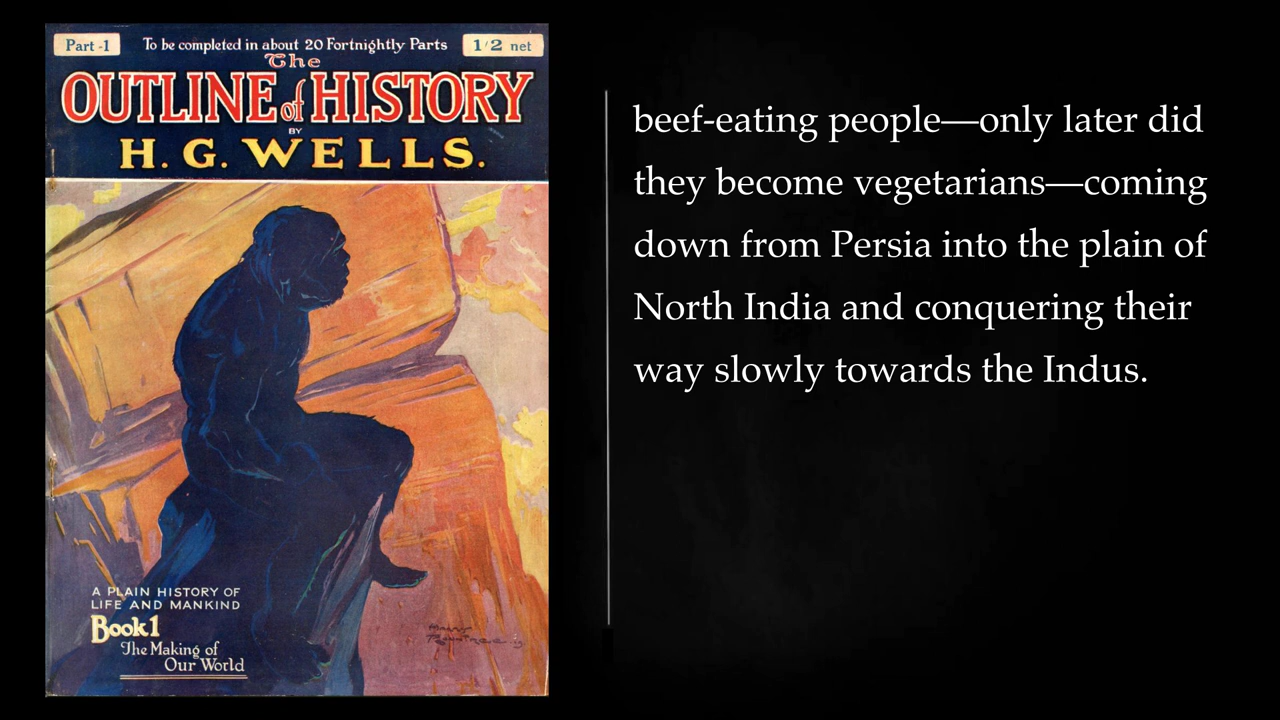 Part -1
To be completed in about 20 Fortnightly Parts
1/2 net
The
OUTLINE of HISTORY
BY
H. G. WELLS.
A PLAIN HISTORY OF
LIFE AND MANKIND
Book 1
The Making of
Our World
beef-eating people—only later did
they become vegetarians—coming
down from Persia into the plain of
North India and conquering their
way slowly towards the Indus.